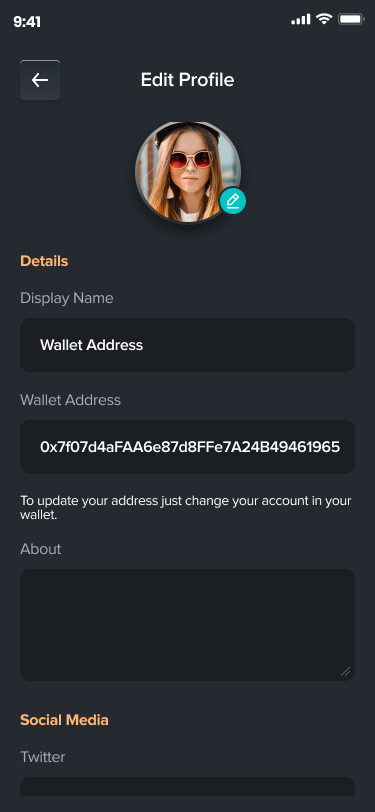 9:41
Edit Profile
Details
Display Name
Wallet Address
Wallet Address
0x7f07d4aFAA6e87d8FFe7A24B49461965
To update your address just change your account in your
wallet.
About
Social Media
Twitter